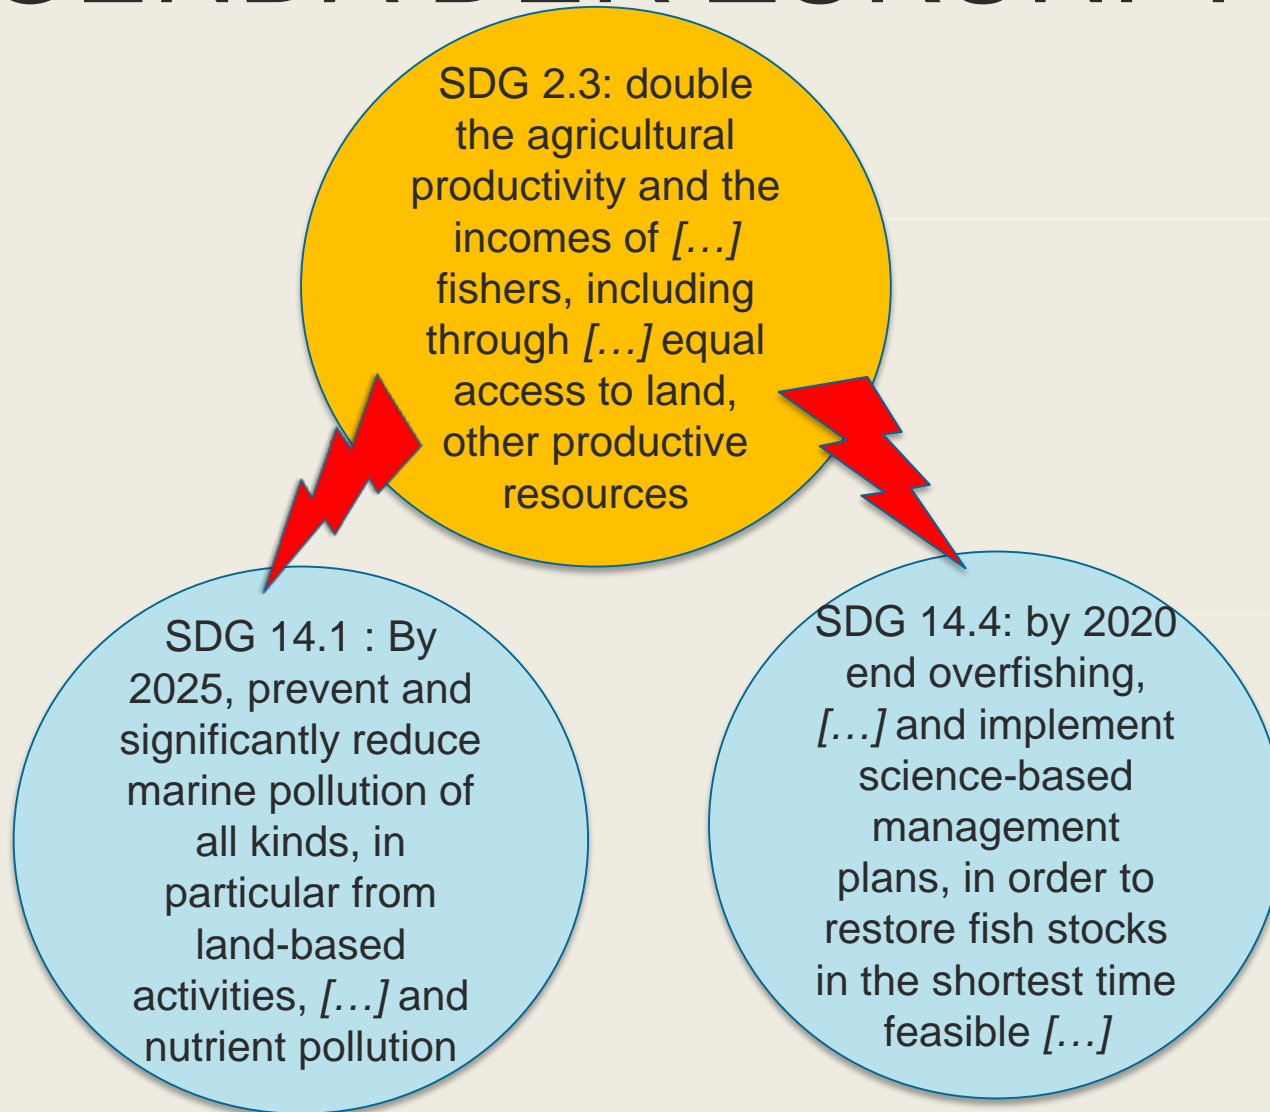 SDG 2.3: double
the agricultural
productivity and the
incomes of […]
fishers, including
through […] equal
access to land,
other productive
resources
SDG 14.1 : By
2025, prevent and
significantly reduce
marine pollution of
all kinds, in
particular from
land-based
activities, […] and
nutrient pollution
SDG 14.4: by 2020
end overfishing,
[…] and implement
science-based
management
plans, in order to
restore fish stocks
in the shortest time
feasible […]